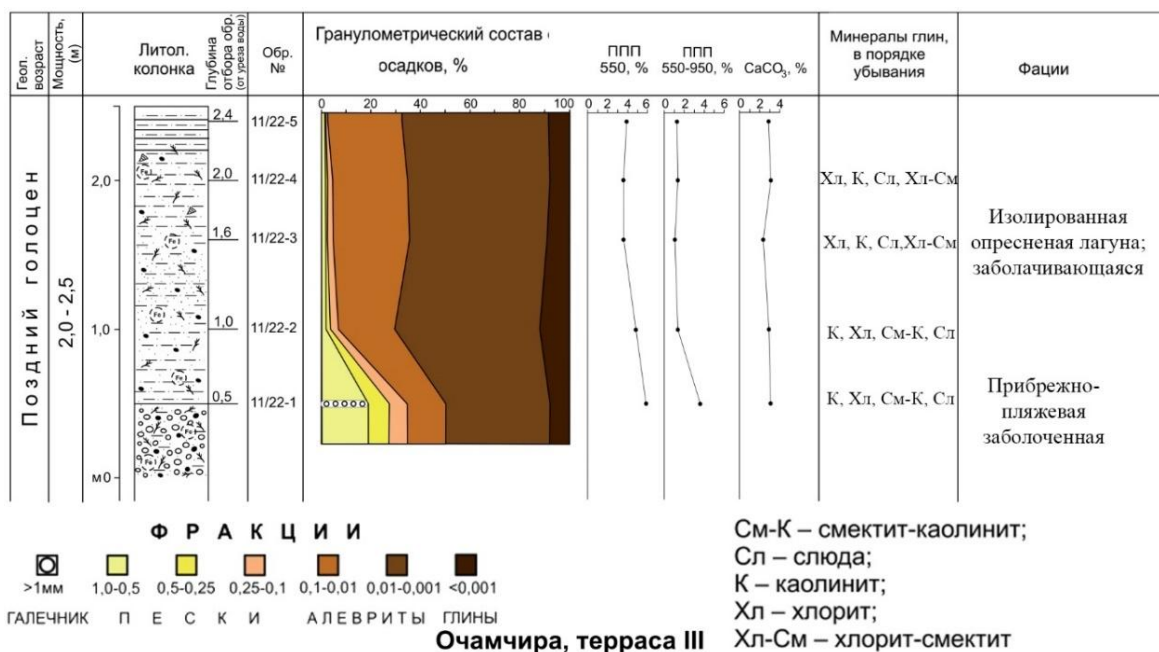 Геол. возраст
Мощность, (м)
Литол. колонка
Глубина отбора обр. (от уреза воды)
Обр. №
Гранулометрический состав
осадков, %
0 20 40 60 80 100
ППП
550, %
0 2 4 6
ППП
550-950, %
0 2 4 6
CaCO3, %
0 2 4
Минералы глин,
в порядке
убывания
Фации
Поздний голоцен
2,0 - 2,5
2,0
1,0
м0
2,4 11/22-5
2,0 11/22-4 Хл, К, Сл, Хл-См
1,6 11/22-3 Хл, К, Сл,Хл-См
1,0 11/22-2 К, Хл, См-К, Сл
0,5 11/22-1 К, Хл, См-К, Сл
Fe
Fe
Fe
Fe
Fe
Fe
Изолированная
опресненая лагуна;
заболачивающаяся
Прибрежно-
пляжевая
заболоченная
ФРАКЦИИ
>1мм 1,0-0,5 0,5-0,25 0,25-0,1 0,1-0,01 0,01-0,001 <0,001
ГАЛЕЧНИК ПЕСКИ АЛЕВРИТЫ ГЛИНЫ
См-К – смектит-каолинит;
Сл – слюда;
К – каолинит;
Хл – хлорит;
Хл-См – хлорит-смектит
Очамчира, терраса III